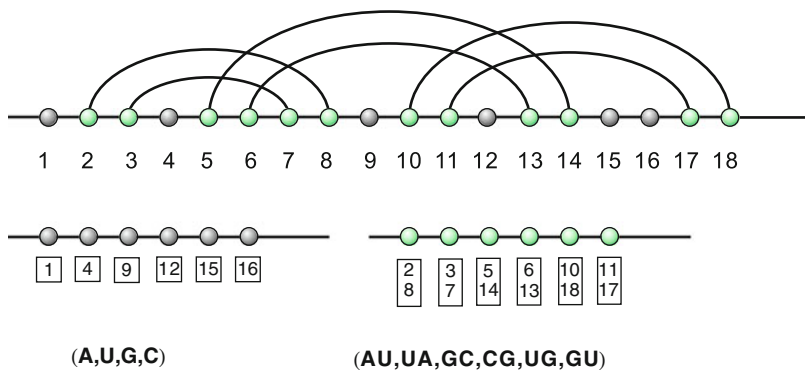 1 2 3 4 5 6 7 8 9 10 11 12 13 14 15 16 17 18
1 4 9 12 15 16
2 3 5 6 10 11
8 7 14 13 18 17
(A,U,G,C) (AU,UA,GC,CG,UG,GU)